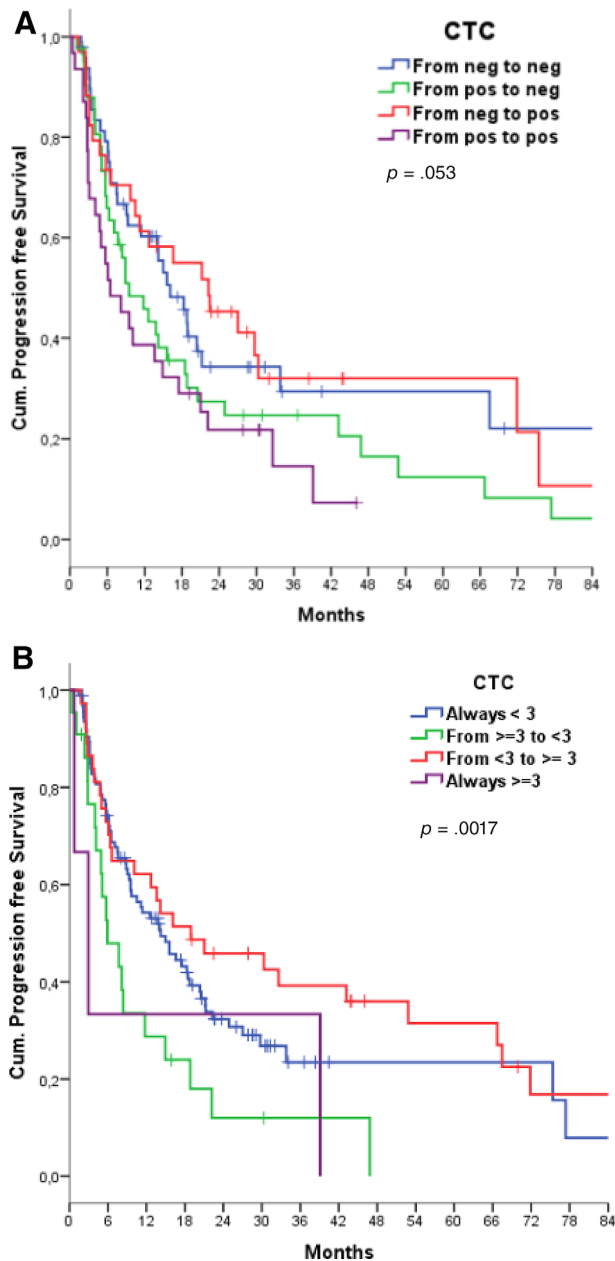 A
CTC
From neg to neg
From pos to neg
From neg to pos
From pos to pos
p = .053
Cum. Progression free Survival
1,0
0,8
0,6
0,4
0,2
0,0
0 6 12 18 24 30 36 42 48 54 60 66 72 78 84
Months
B
CTC
Always < 3
From >=3 to <3
From <3 to >= 3
Always >=3
p = .0017
Cum. Progression free Survival
1,0
0,8
0,6
0,4
0,2
0,0
0 6 12 18 24 30 36 42 48 54 60 66 72 78 84
Months